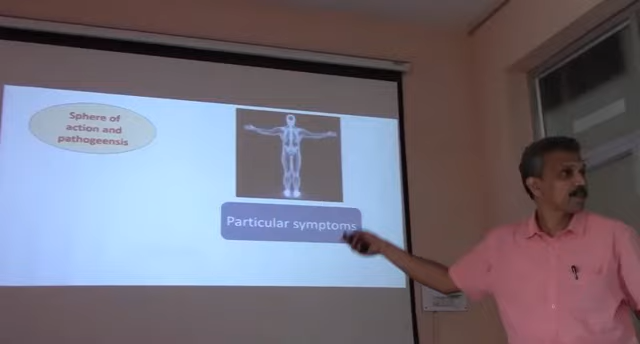 Sphere of
action and
pathogeensis
Particular symptoms